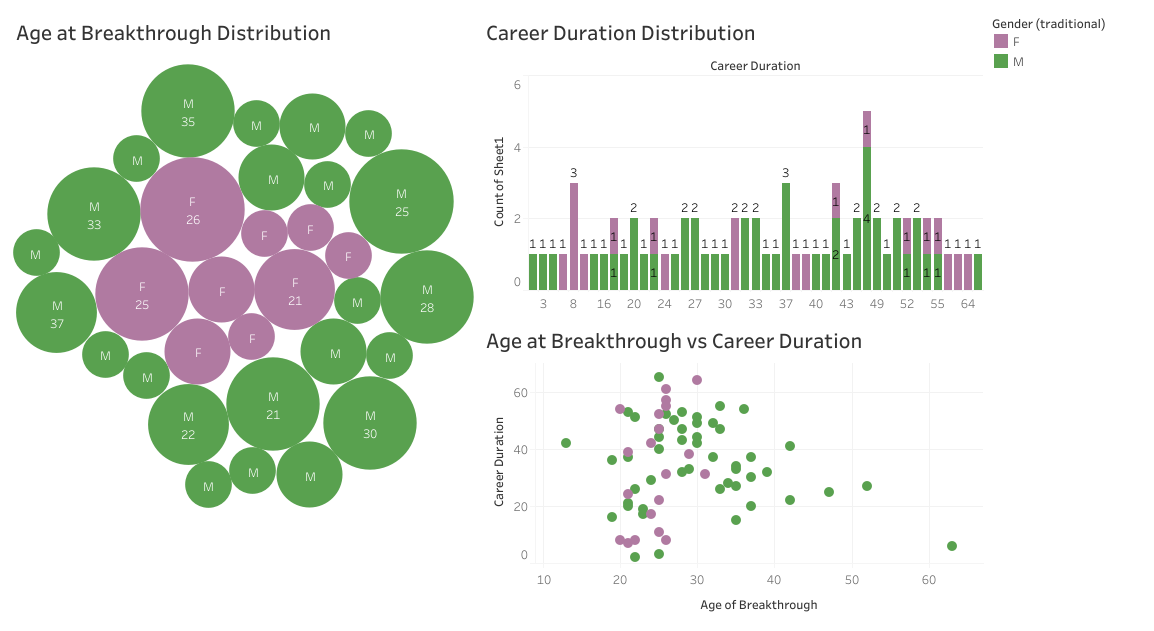 Age at Breakthrough Distribution
M
35
M
M
M
M
M
M
M
25
M
33
F
26
F
F
F
M
F
25
F
F
21
M
M
28
M
37
M
M
F
F
M
M
M
22
M
21
M
30
M
M
M
Career Duration Distribution
Career Duration
Count of Sheet1
6
4
2
0
1 1 1 1 3 1 1 1 1 1 1 2 1 1 1 1 1 2 2 1 1 1 2 2 2 1 1 3 1 1 1 1 1 2 1 2 1 4 2 1 2 1 1 2 1 1 1 1 1 1 1 1
3 8 16 20 24 27 31 33 37 40 43 49 52 55 64
Age at Breakthrough vs Career Duration
Career Duration
60
40
20
0
10 20 30 40 50 60
Age of Breakthrough
Gender (traditional)
F
M